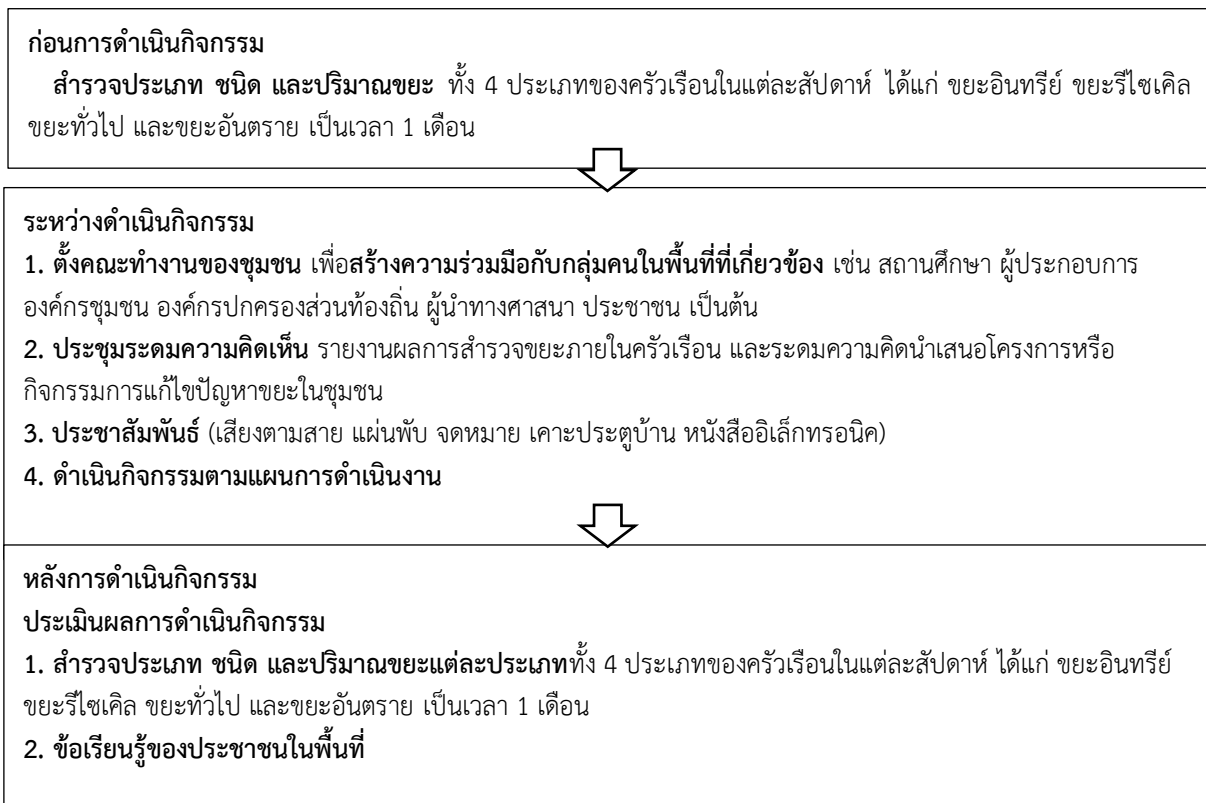 ก่อนการดำเนินกิจกรรม
สำรวจประเภท ชนิด และปริมาณขยะ ทั้ง 4 ประเภทของครัวเรือนในแต่ละสัปดาห์ ได้แก่ ขยะอินทรีย์ ขยะรีไซเคิล
ขยะทั่วไป และขยะอันตราย เป็นเวลา 1 เดือน
ระหว่างดำเนินกิจกรรม
1. ตั้งคณะทำงานของชุมชน เพื่อสร้างความร่วมมือกับกลุ่มคนในพื้นที่ที่เกี่ยวข้อง เช่น สถานศึกษา ผู้ประกอบการ
องค์กรชุมชน องค์กรปกครองส่วนท้องถิ่น ผู้นำทางศาสนา ประชาชน เป็นต้น
2. ประชุมระดมความคิดเห็น รายงานผลการสำรวจขยะภายในครัวเรือน และระดมความคิดนำเสนอโครงการหรือ
กิจกรรมการแก้ไขปัญหาขยะในชุมชน
3. ประชาสัมพันธ์ (เสียงตามสาย แผ่นพับ จดหมาย เคาะประตูบ้าน หนังสืออิเล็กทรอนิค)
4. ดำเนินกิจกรรมตามแผนการดำเนินงาน
หลังการดำเนินกิจกรรม
ประเมินผลการดำเนินกิจกรรม
1. สำรวจประเภท ชนิด และปริมาณขยะแต่ละประเภททั้ง 4 ประเภทของครัวเรือนในแต่ละสัปดาห์ ได้แก่ ขยะอินทรีย์
ขยะรีไซเคิล ขยะทั่วไป และขยะอันตราย เป็นเวลา 1 เดือน
2. ข้อเรียนรู้ของประชาชนในพื้นที่